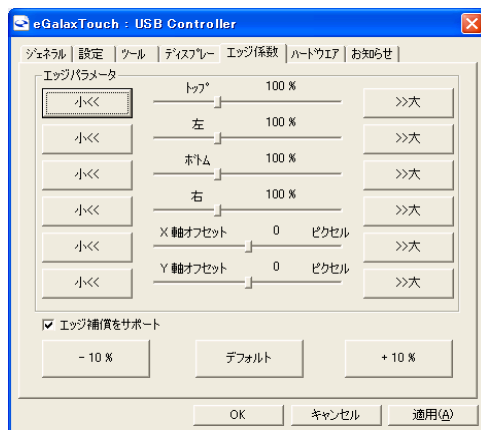 eGalaxTouch : USB Controller
ジェネラル 設定 ツール ディスプレー エッジ係数 ハードウエア お知らせ
エッジパラメータ
小<< トップ 100 % >>大
小<< 左 100 % >>大
小<< ボトム 100 % >>大
小<< 右 100 % >>大
小<< X 軸オフセット 0 ピクセル >>大
小<< Y 軸オフセット 0 ピクセル >>大
エッジ補償をサポート
- 10 % デフォルト + 10 %
OK キャンセル 適用(A)